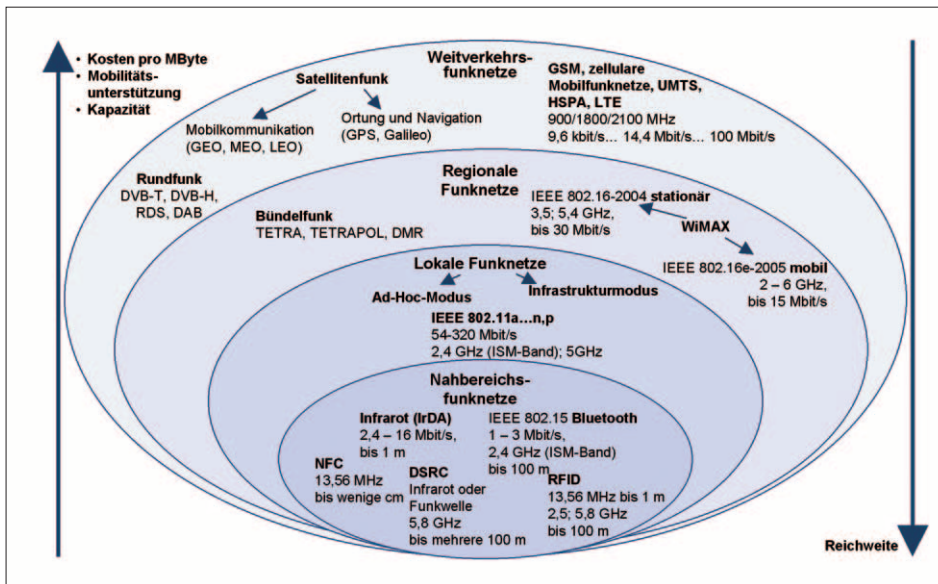 • Kosten pro MByte
• Mobilitäts-
unterstützung
• Kapazität
Weitverkehrs-
funknetze
Satellitenfunk
Mobilkommunikation
(GEO, MEO, LEO)
Ortung und Navigation
(GPS, Galileo)
GSM, zellulare
Mobilfunknetze, UMTS,
HSPA, LTE
900/1800/2100 MHz
9,6 kbit/s... 14,4 Mbit/s... 100 Mbit/s
Rundfunk
DVB-T, DVB-H,
RDS, DAB
Regionale
Funknetze
Bündelfunk
TETRA, TETRAPOL, DMR
IEEE 802.16-2004 stationär
3,5; 5,4 GHz,
bis 30 Mbit/s
WiMAX
IEEE 802.16e-2005 mobil
2 – 6 GHz,
bis 15 Mbit/s
Lokale Funknetze
Ad-Hoc-Modus
Infrastrukturmodus
IEEE 802.11a...n,p
54-320 Mbit/s
2,4 GHz (ISM-Band); 5GHz
Nahbereichs-
funknetze
Infrarot (IrDA)
2,4 – 16 Mbit/s,
bis 1 m
IEEE 802.15 Bluetooth
1 – 3 Mbit/s,
2,4 GHz (ISM-Band)
bis 100 m
NFC
13,56 MHz
bis wenige cm
DSRC
Infrarot oder
Funkwelle
5,8 GHz
bis mehrere 100 m
RFID
13,56 MHz bis 1 m
2,5; 5,8 GHz
bis 100 m
Reichweite